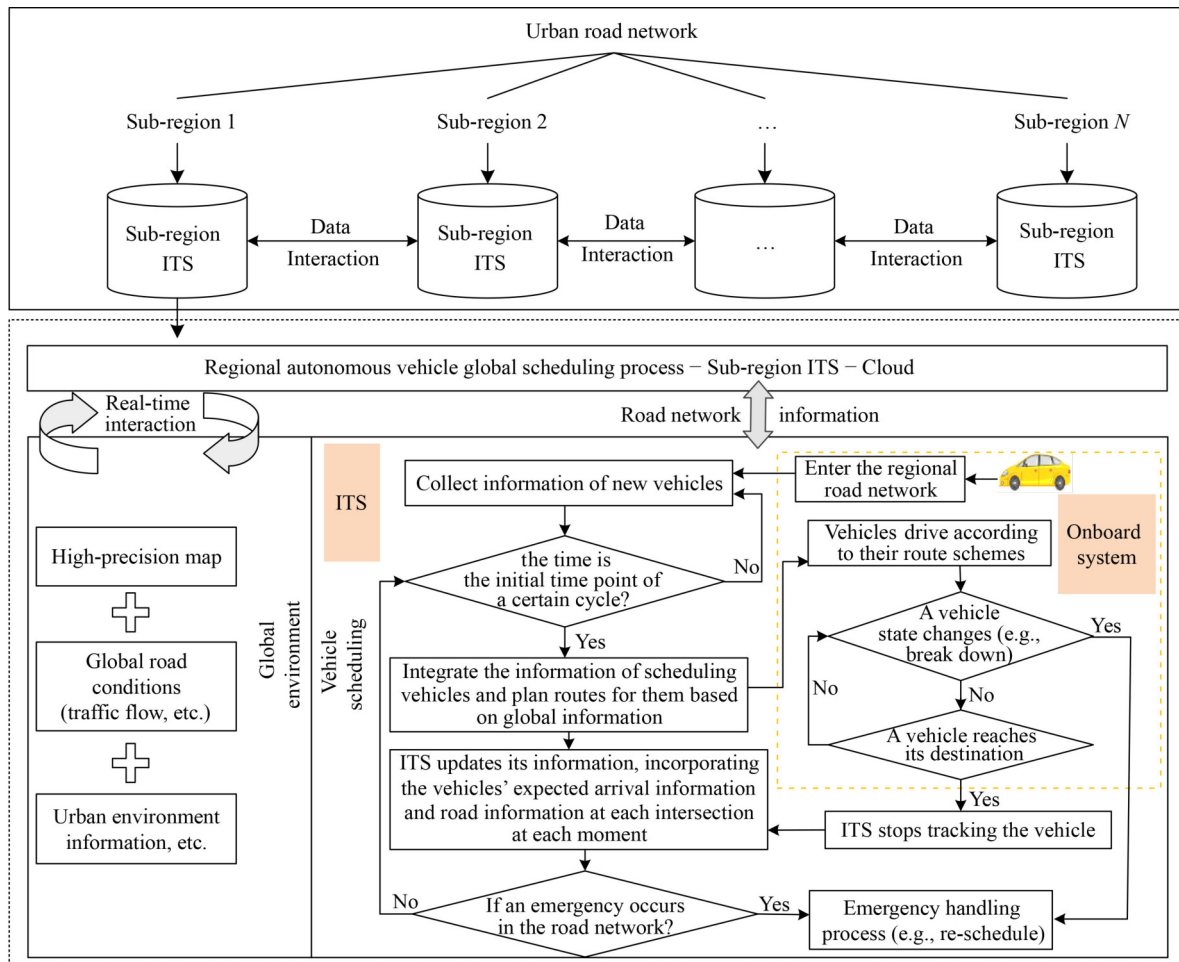 Urban road network
Sub-region 1
Sub-region 2
…
Sub-region N
Sub-region
ITS
Data
Interaction
Sub-region
ITS
Data
Interaction
…
Data
Interaction
Sub-region
ITS
Regional autonomous vehicle global scheduling process − Sub-region ITS − Cloud
Real-time
interaction
Road network information
High-precision map
Global road
conditions
(traffic flow, etc.)
Urban environment
information, etc.
Global
environment
Vehicle
scheduling
ITS
Collect information of new vehicles
Enter the regional
road network
Onboard
system
the time is
the initial time point of
a certain cycle?
No
Yes
Vehicles drive according
to their route schemes
A vehicle
state changes (e.g.,
break down)
Yes
No
No
Integrate the information of scheduling
vehicles and plan routes for them based
on global information
A vehicle reaches
its destination
Yes
ITS updates its information, incorporating
the vehicles’ expected arrival information
and road information at each intersection
at each moment
ITS stops tracking the vehicle
No
If an emergency occurs
in the road network?
Yes
Emergency handling
process (e.g., re-schedule)